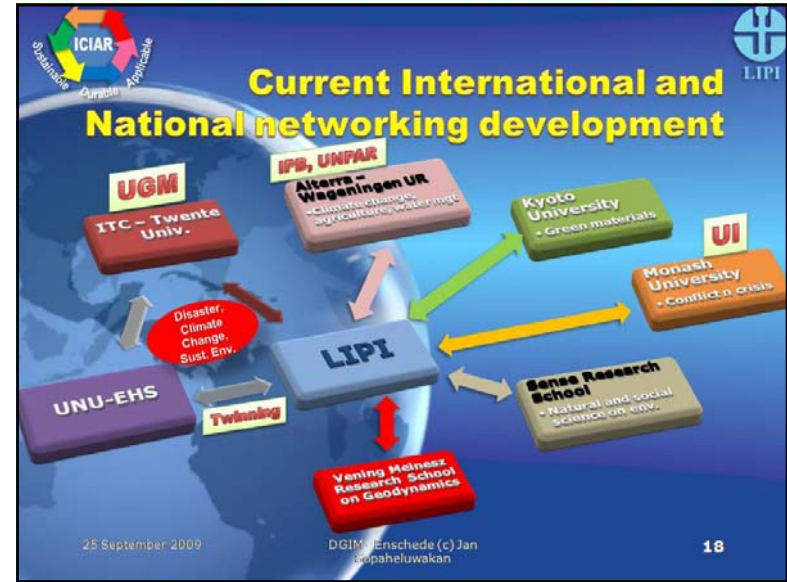 ICIAR
Sustainable
Durable
Applicable
LIPI
Current International and
National networking development
UGM
ITC – Twente
Univ.
IPB, UNPAR
Alterra –
Wageningen UR
• Climate change,
agriculture, water mgt
Kyoto
University
• Green materials
UI
Monash
University
• Conflict n crisis
Disaster,
Climate
Change,
Sust. Env.
LIPI
UNU-EHS
Twinning
Sense Research
School
• Natural and social
science on env.
Vening Meinesz
Research School
on Geodynamics
25 September 2009
DGIM- Enschede (c) Jan
18